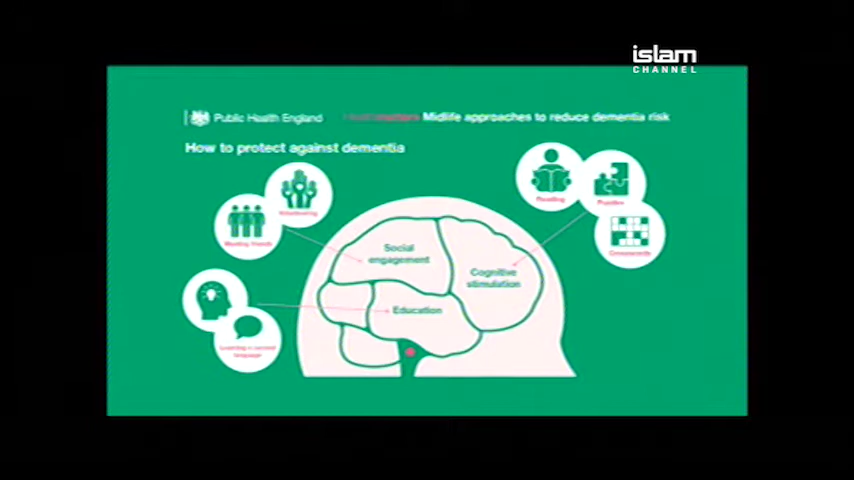 islam
CHANNEL
Public Health England
matters Midlife approaches to reduce dementia risk
How to protect against dementia
Volunteering
Meeting friends
Reading
Puzzles
Crosswords
Social
engagement
Cognitive
stimulation
Education
Learning a second
language